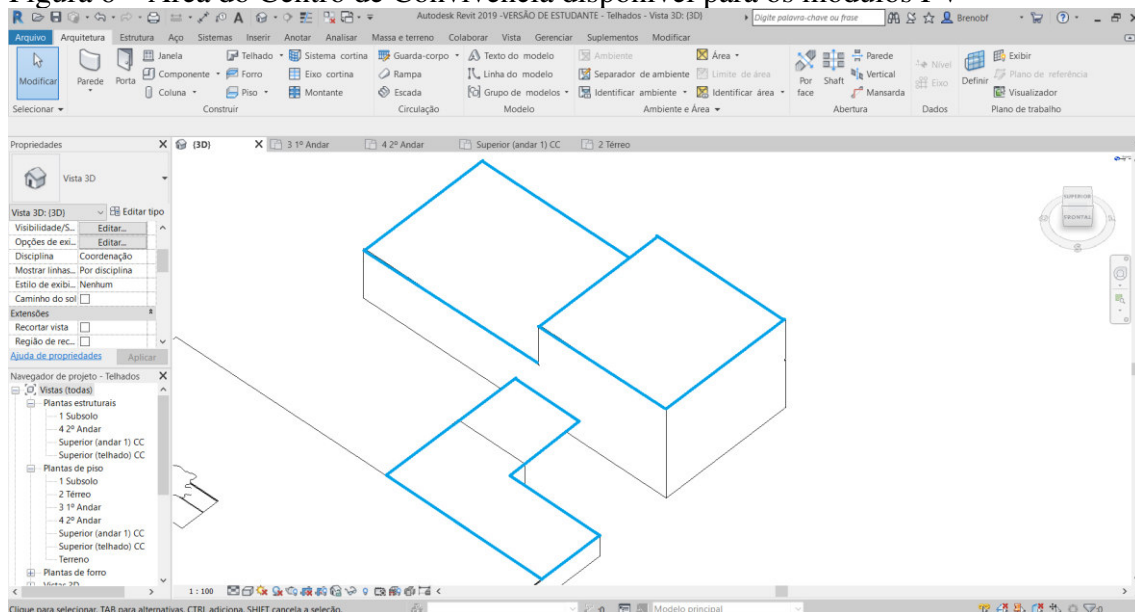 Figura 6 – Área do Centro de Convivência disponível para os módulos FV
Autodesk Revit 2019 -VERSÃO DE ESTUDANTE - Telhados - Vista 3D: {3D}
Digite palavra-chave ou frase
Brenobf
Arquivo Arquitetura Estrutura Aço Sistemas Inserir Anotar Analisar Massa e terreno Colaborar Vista Gerenciar Suplementos Modificar
Modificar
Parede
Porta
Janela
Componente
Coluna
Telhado
Forro
Piso
Sistema cortina
Eixo cortina
Montante
Guarda-corpo
Rampa
Escada
Texto do modelo
Linha do modelo
Grupo de modelos
Ambiente
Separador de ambiente
Identificar ambiente
Área
Limite de área
Identificar área
Por face
Shaft
Parede
Vertical
Mansarda
Nível
Eixo
Definir
Exibir
Plano de referência
Visualizador
Selecionar Construir Circulação Modelo Ambiente e Área Abertura Dados Plano de trabalho
Propriedades X
{3D} X 3 1º Andar 4 2º Andar Superior (andar 1) CC 2 Térreo
Vista 3D
Vista 3D: {3D} Editar tipo
Visibilidade/S... Editar...
Opções de exi... Editar...
Disciplina Coordenação
Mostrar linhas... Por disciplina
Estilo de exibi... Nenhum
Caminho do sol
Extensões
Recortar vista
Região de rec...
Ajuda de propriedades Aplicar
Navegador de projeto - Telhados X
Vistas (todas)
Plantas estruturais
1 Subsolo
4 2º Andar
Superior (andar 1) CC
Superior (telhado) CC
Plantas de piso
1 Subsolo
2 Térreo
3 1º Andar
4 2º Andar
Superior (andar 1) CC
Superior (telhado) CC
Terreno
Plantas de forro
Vistas 3D
SUPERIOR
FRONTAL
1 : 100
Clique para selecionar, TAB para alternativas, CTRL adiciona, SHIFT cancela a seleção.
:0
Modelo principal